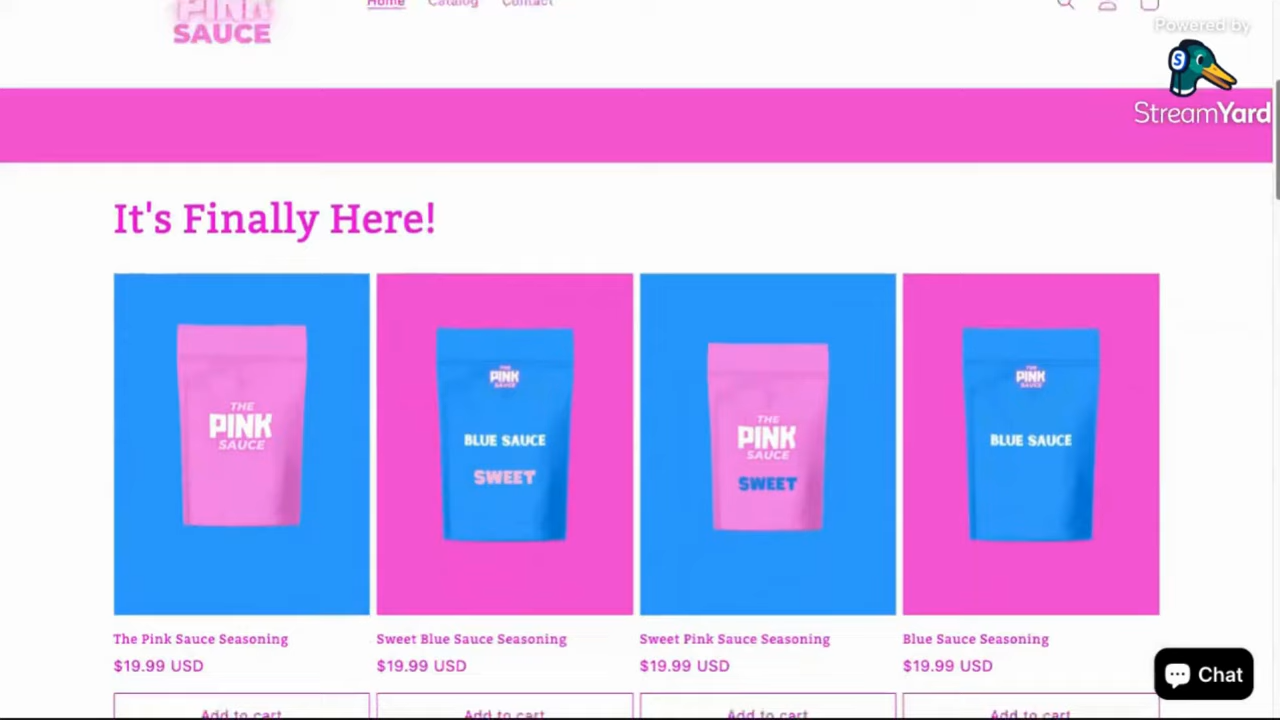 PINK
SAUCE
Home Catalog Contact
Powered by
S
StreamYard
It's Finally Here!
THE
PINK
SAUCE
THE
PINK
SAUCE
BLUE SAUCE
SWEET
THE
PINK
SAUCE
SWEET
THE
PINK
SAUCE
BLUE SAUCE
The Pink Sauce Seasoning
$19.99 USD
Add to cart
Sweet Blue Sauce Seasoning
$19.99 USD
Add to cart
Sweet Pink Sauce Seasoning
$19.99 USD
Add to cart
Blue Sauce Seasoning
$19.99 USD
Add to cart
Chat